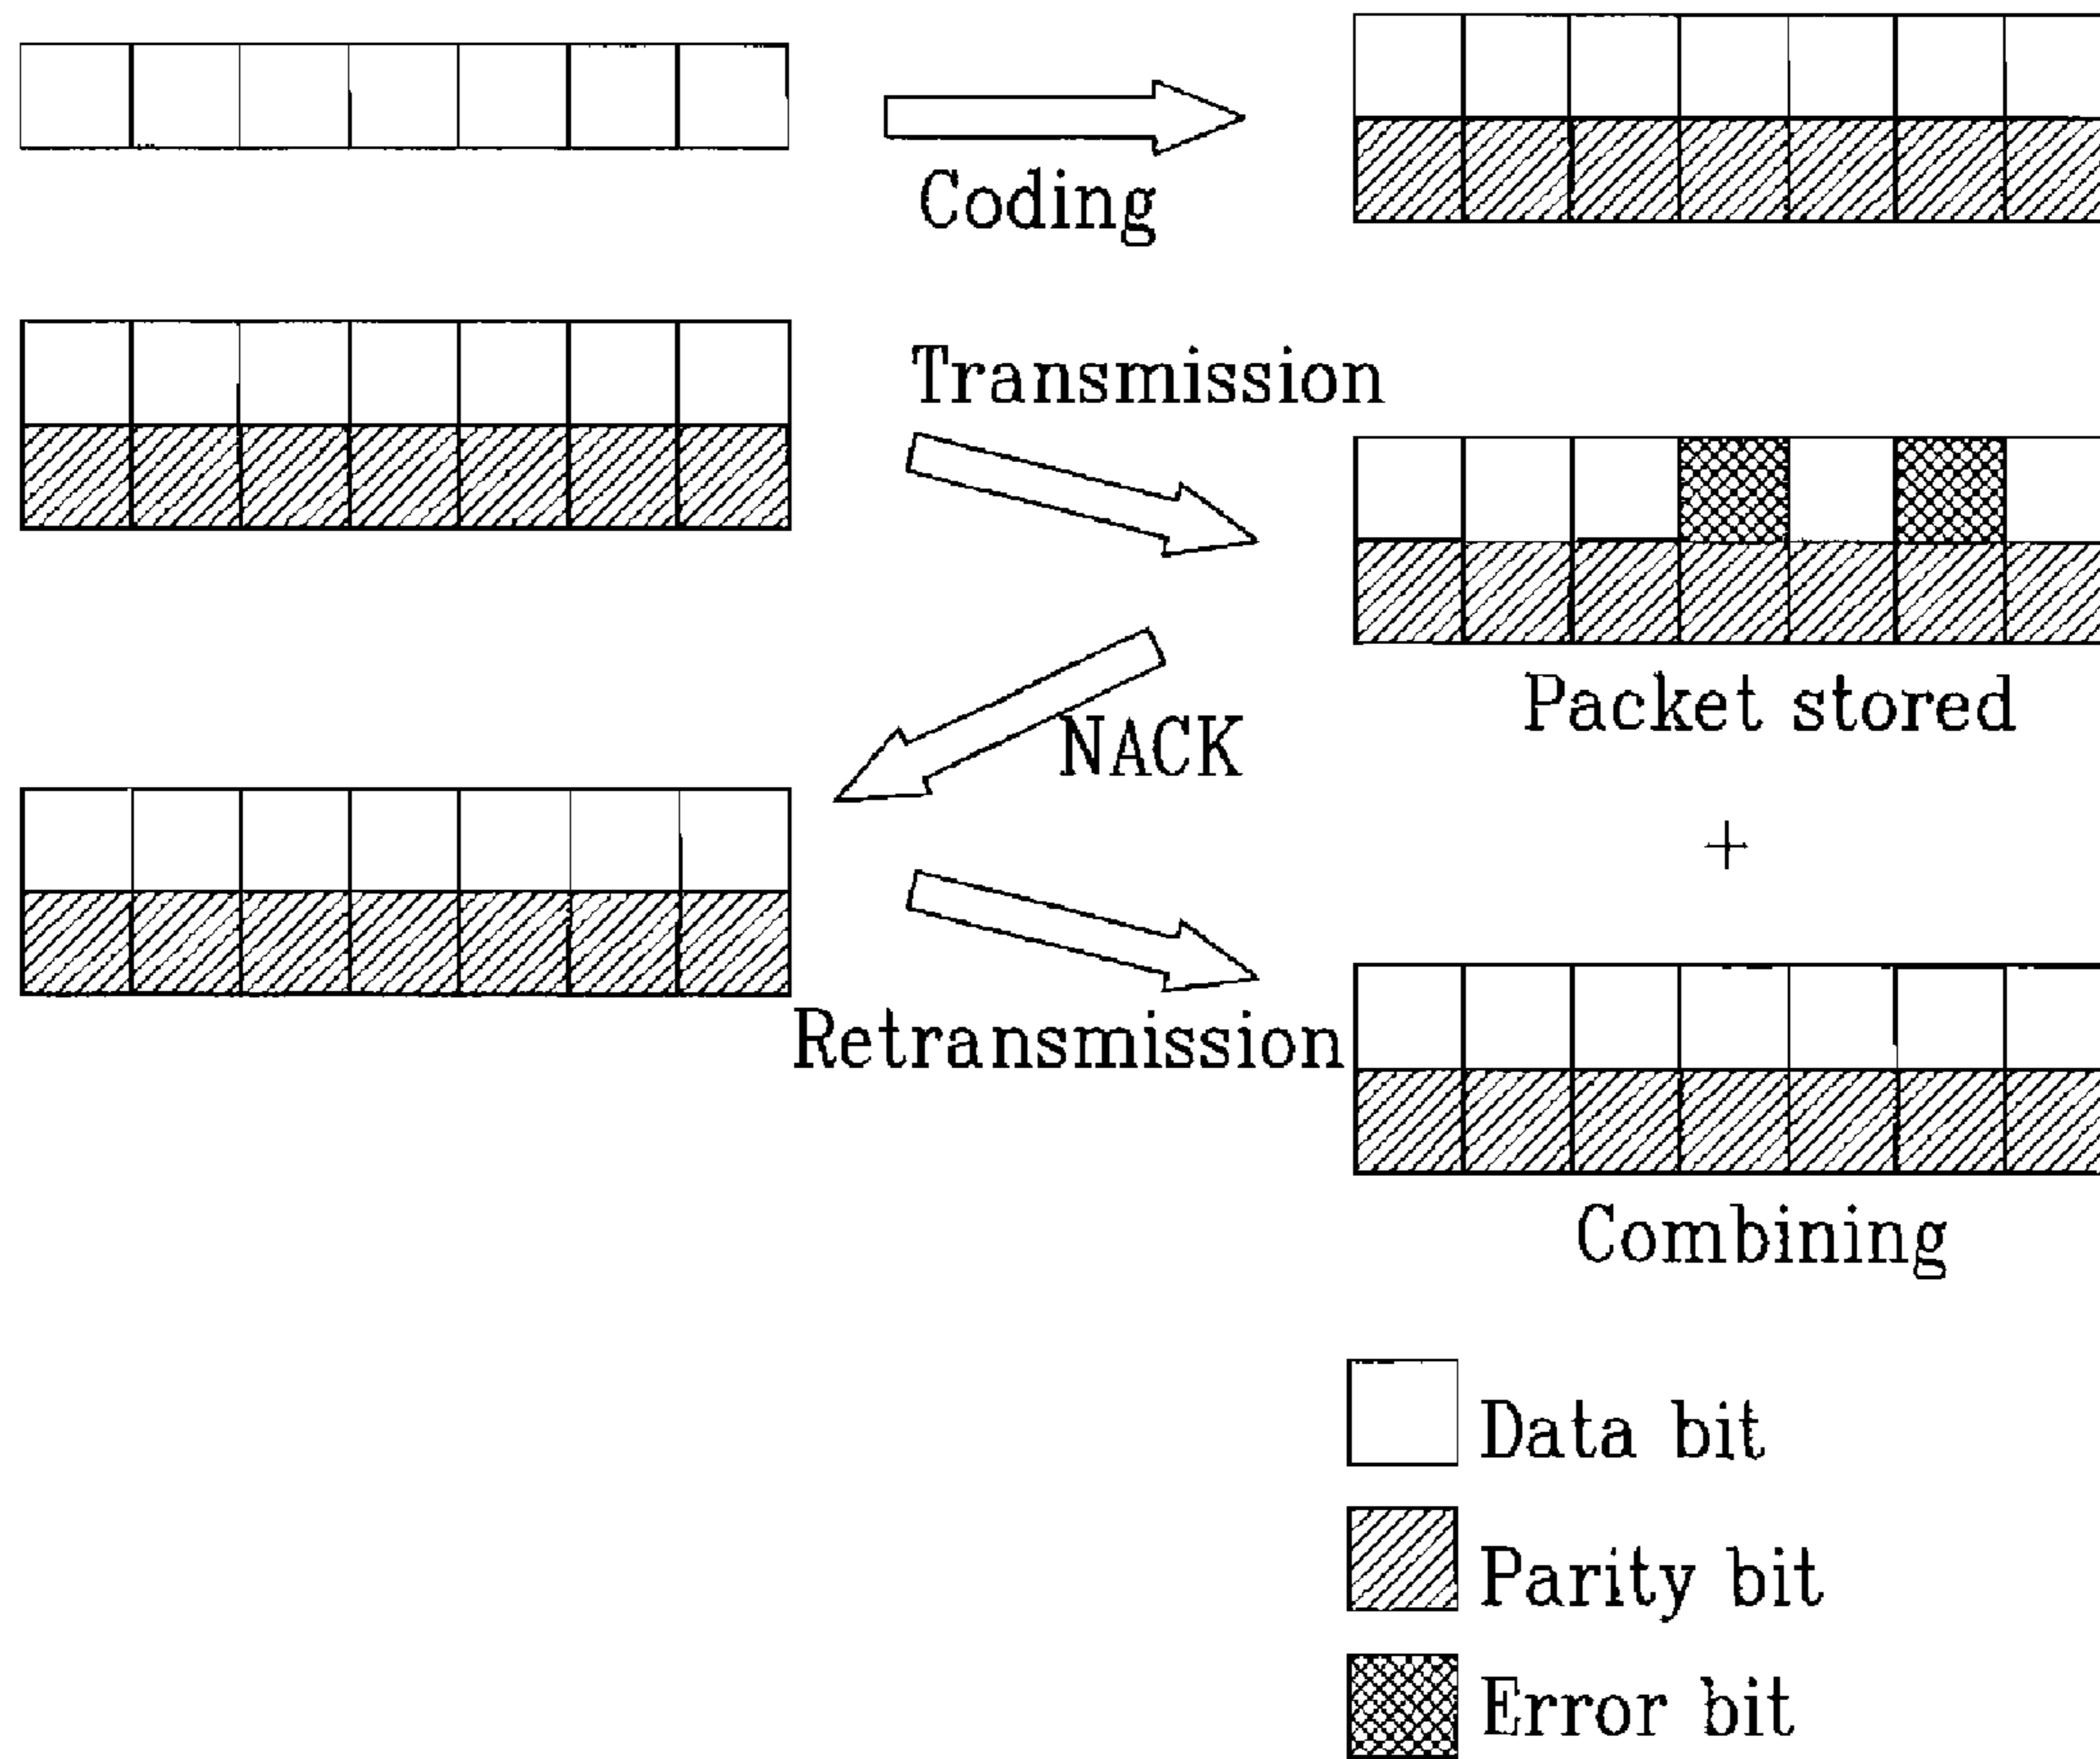 Coding
Transmission
Packet stored
NACK
+
Retransmission
Combining
Data bit
Parity bit
Error bit